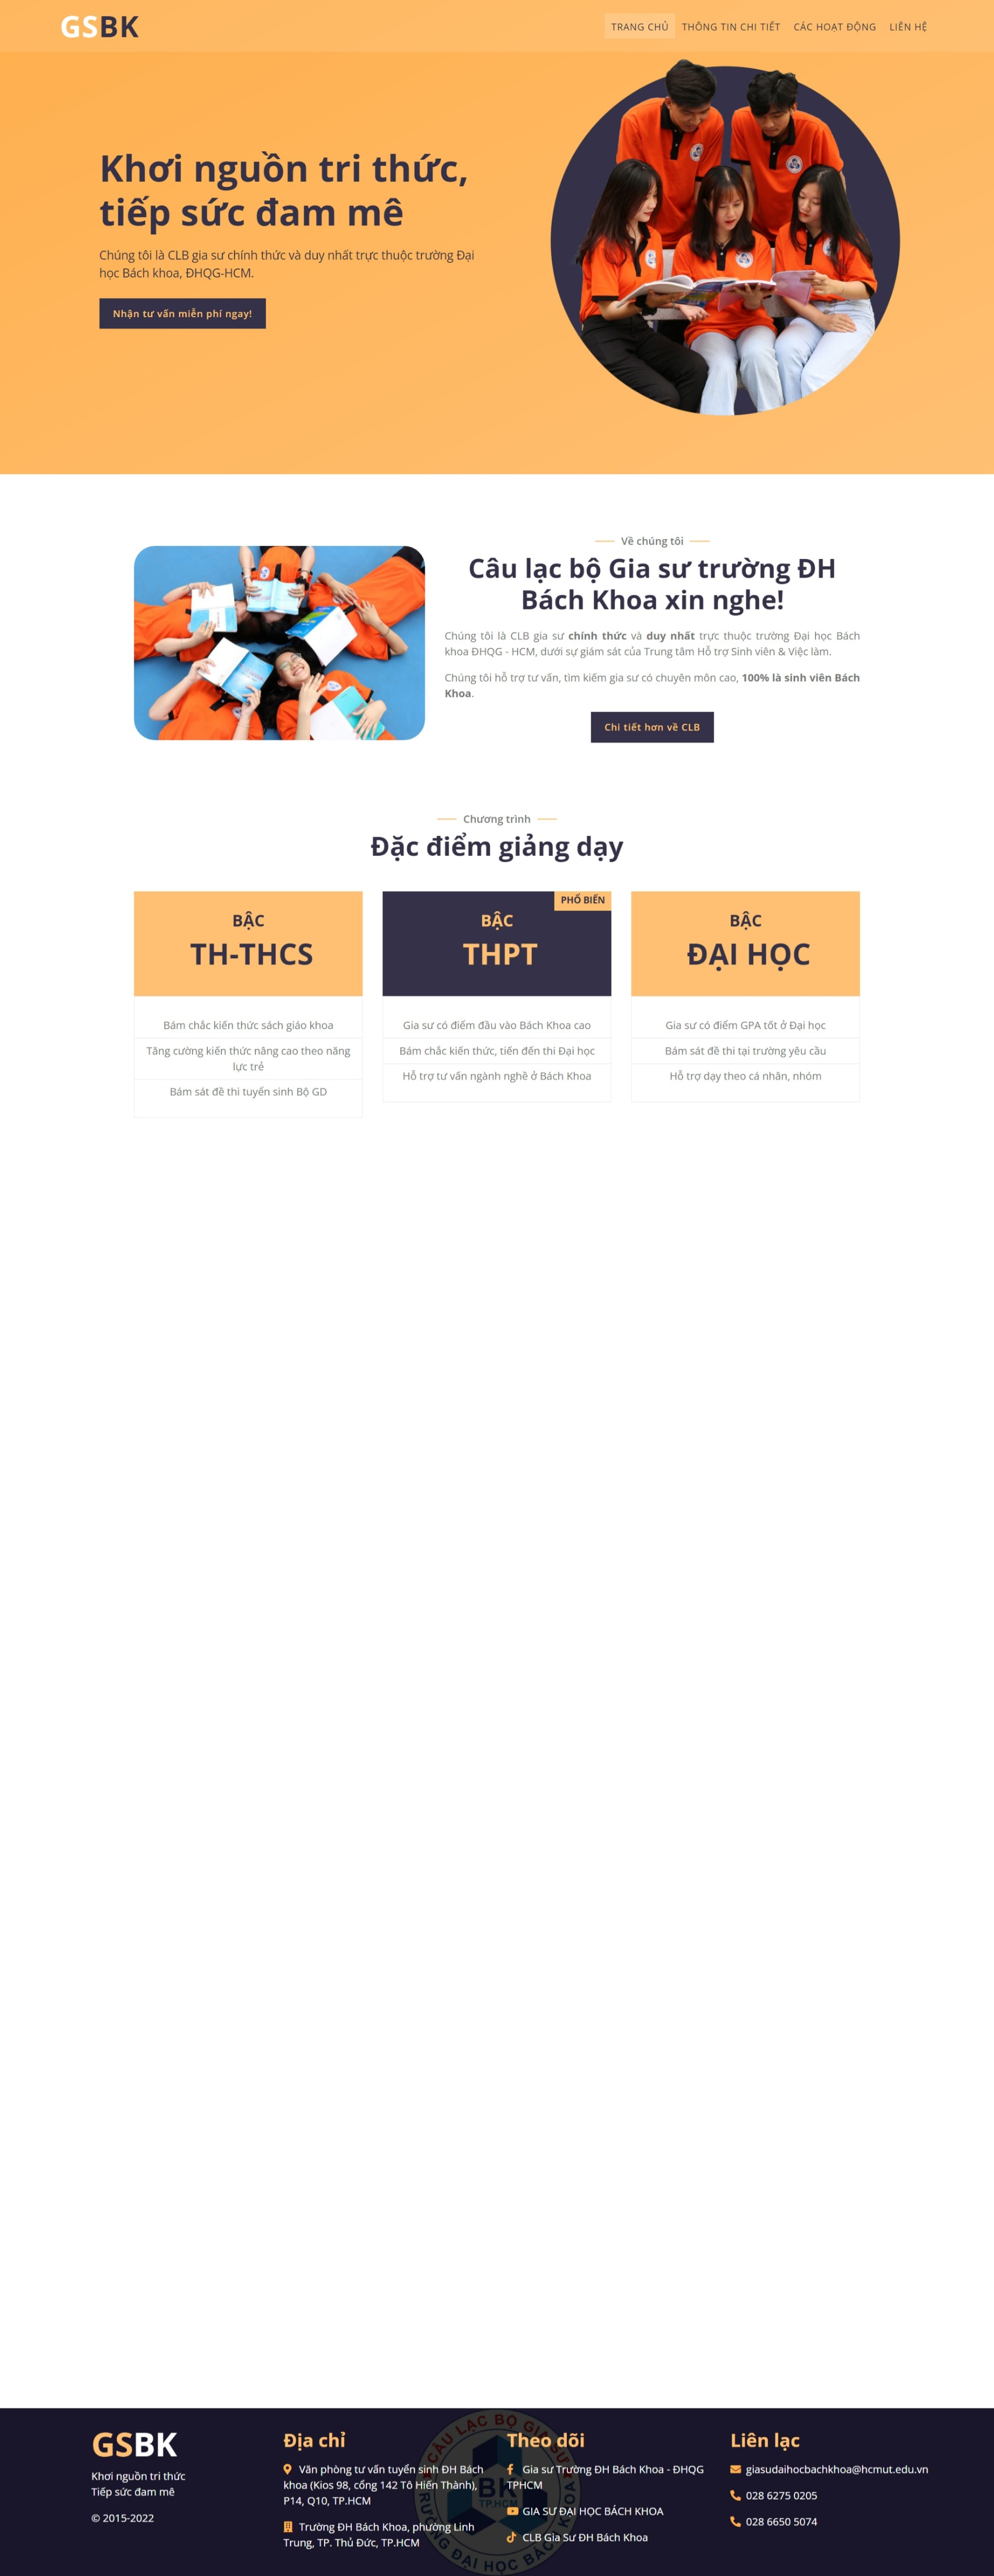 GSBK
TRANG CHỦ
THÔNG TIN CHI TIẾT
CÁC HOẠT ĐỘNG
LIÊN HỆ
Khơi nguồn tri thức,
tiếp sức đam mê
Chúng tôi là CLB gia sư chính thức và duy nhất trực thuộc trường Đại
học Bách khoa, ĐHQG-HCM.
Nhận tư vấn miễn phí ngay!
Về chúng tôi
Câu lạc bộ Gia sư trường ĐH
Bách Khoa xin nghe!
Chúng tôi là CLB gia sư chính thức và duy nhất trực thuộc trường Đại học Bách
khoa ĐHQG - HCM, dưới sự giám sát của Trung tâm Hỗ trợ Sinh viên & Việc làm.
Chúng tôi hỗ trợ tư vấn, tìm kiếm gia sư có chuyên môn cao, 100% là sinh viên Bách
Khoa.
Chi tiết hơn về CLB
Chương trình
Đặc điểm giảng dạy
BẬC
TH-THCS
Bám chắc kiến thức sách giáo khoa
Tăng cường kiến thức nâng cao theo năng
lực trẻ
Bám sát đề thi tuyển sinh Bộ GD
PHỔ BIẾN
BẬC
THPT
Gia sư có điểm đầu vào Bách Khoa cao
Bám chắc kiến thức, tiến đến thi Đại học
Hỗ trợ tư vấn ngành nghề ở Bách Khoa
BẬC
ĐẠI HỌC
Gia sư có điểm GPA tốt ở Đại học
Bám sát đề thi tại trường yêu cầu
Hỗ trợ dạy theo cá nhân, nhóm
GSBK
Khơi nguồn tri thức
Tiếp sức đam mê
© 2015-2022
Địa chỉ
Văn phòng tư vấn tuyển sinh ĐH Bách
khoa (Kios 98, cổng 142 Tô Hiến Thành),
P14, Q10, TP.HCM
Trường ĐH Bách Khoa, phường Linh
Trung, TP. Thủ Đức, TP.HCM
Theo dõi
Gia sư Trường ĐH Bách Khoa - ĐHQG
TPHCM
GIA SƯ ĐẠI HỌC BÁCH KHOA
CLB Gia Sư ĐH Bách Khoa
Liên lạc
giasudaihocbachkhoa@hcmut.edu.vn
028 6275 0205
028 6650 5074
CÂU LẠC BỘ GIA SƯ
BK
TP.HCM
TRƯỜNG ĐẠI HỌC BÁCH KHOA